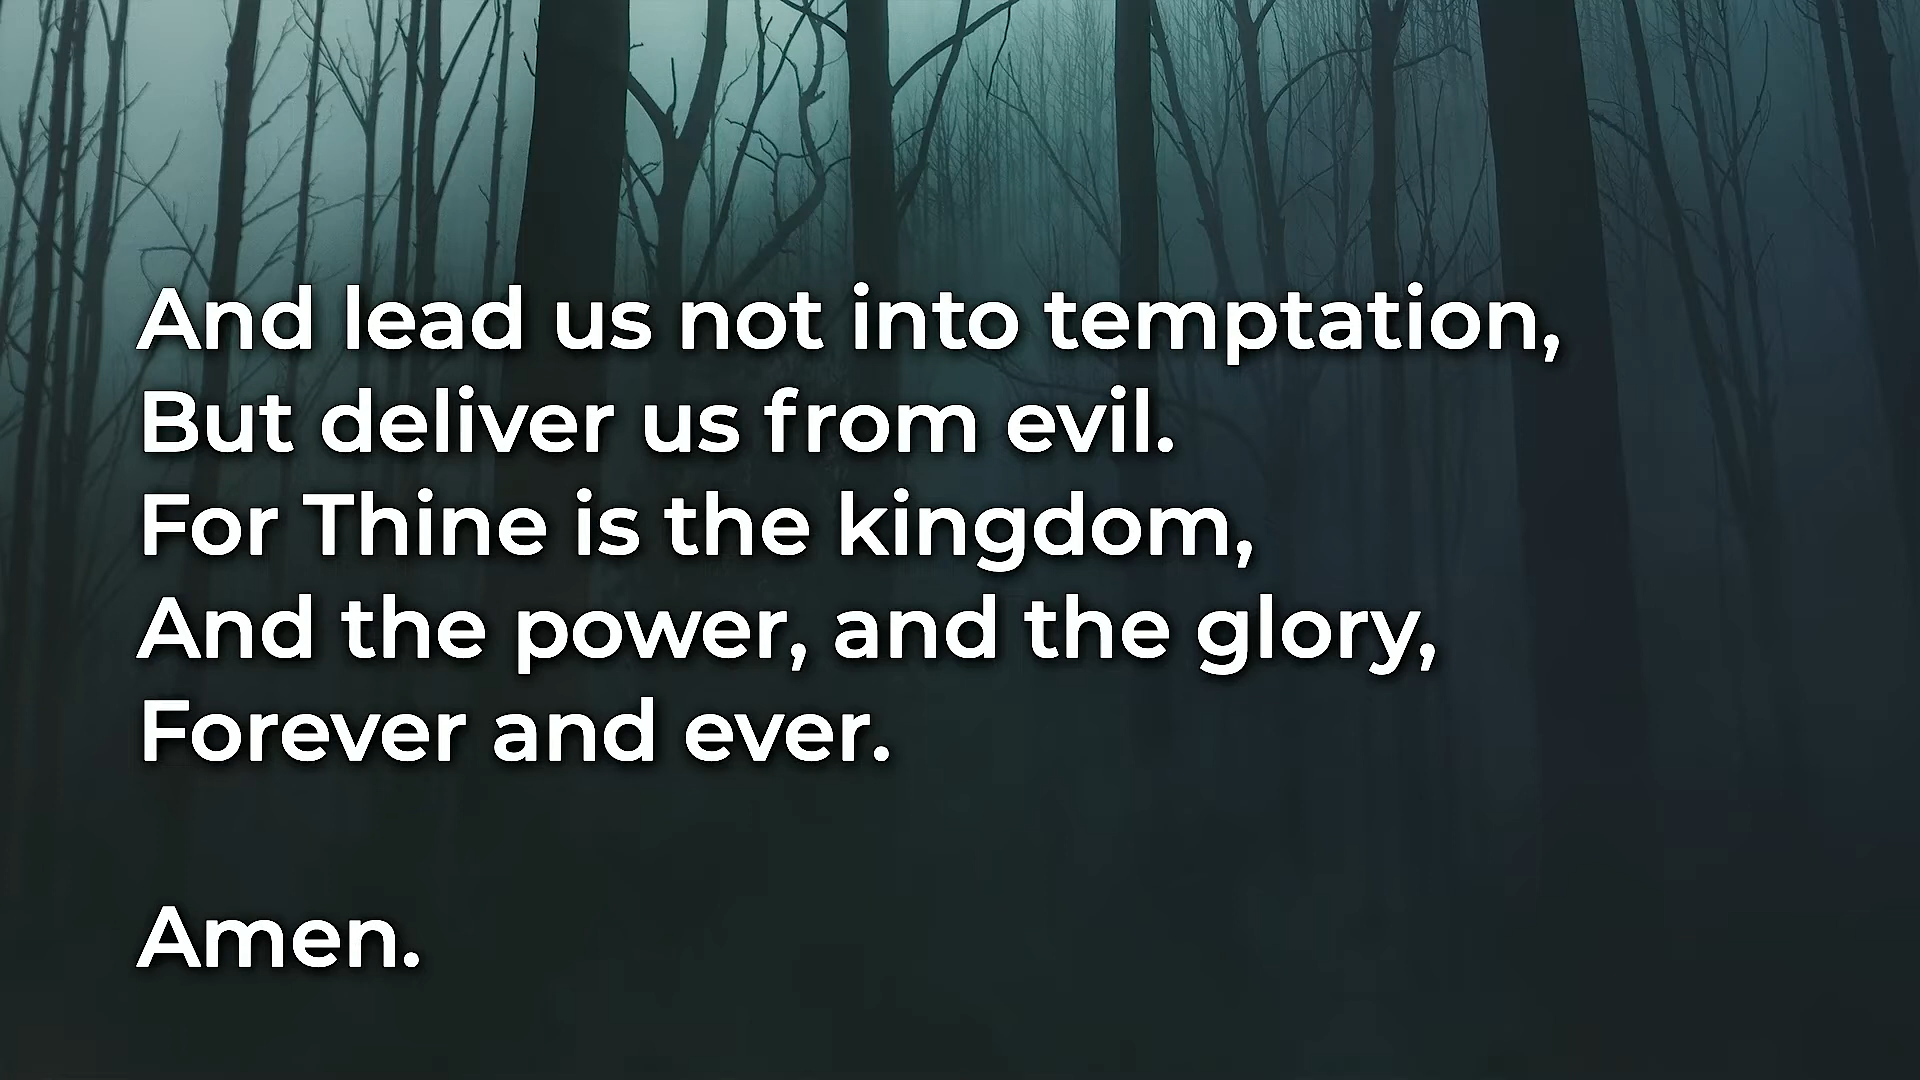 And lead us not into temptation,
But deliver us from evil.
For Thine is the kingdom,
And the power, and the glory,
Forever and ever.
Amen.